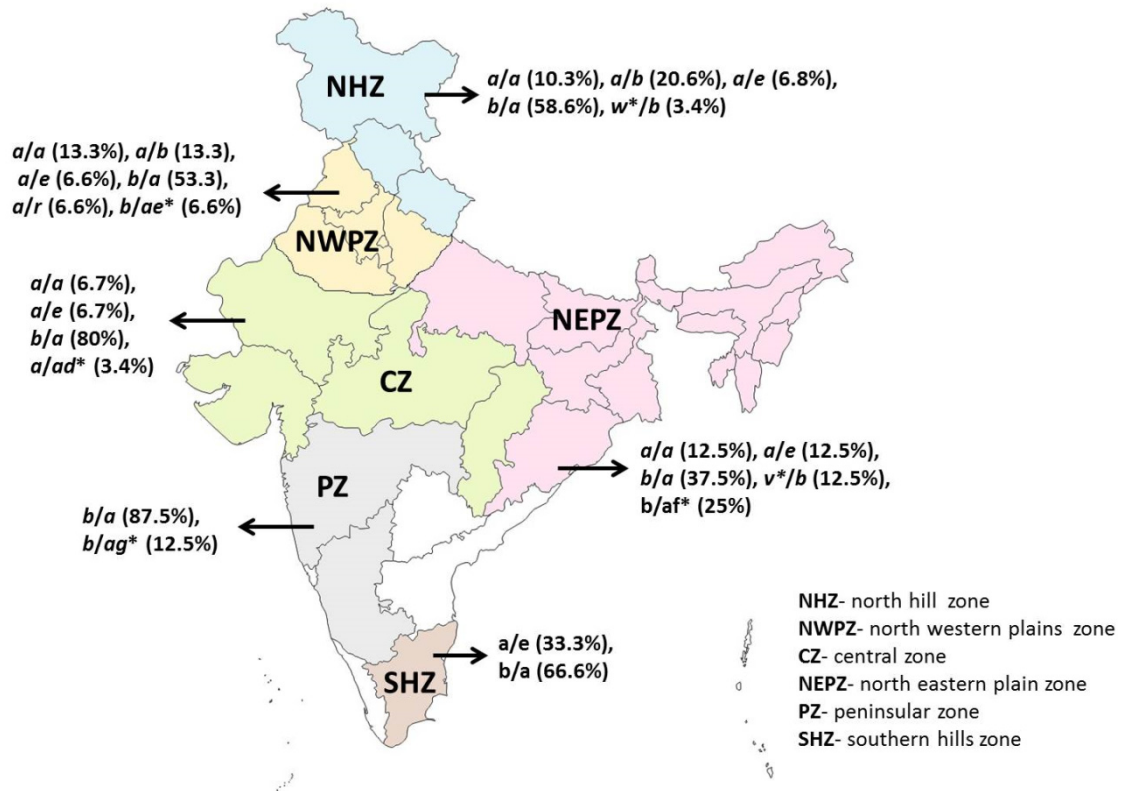 NHZ
a/a (10.3%), a/b (20.6%), a/e (6.8%),
b/a (58.6%), w*/b (3.4%)
a/a (13.3%), a/b (13.3),
a/e (6.6%), b/a (53.3),
a/r (6.6%), b/ae* (6.6%)
NWPZ
a/a (6.7%),
a/e (6.7%),
b/a (80%),
a/ad* (3.4%)
NEPZ
CZ
a/a (12.5%), a/e (12.5%),
b/a (37.5%), v*/b (12.5%),
b/af* (25%)
PZ
b/a (87.5%),
b/ag* (12.5%)
a/e (33.3%),
b/a (66.6%)
SHZ
NHZ- north hill zone
NWPZ- north western plains zone
CZ- central zone
NEPZ- north eastern plain zone
PZ- peninsular zone
SHZ- southern hills zone